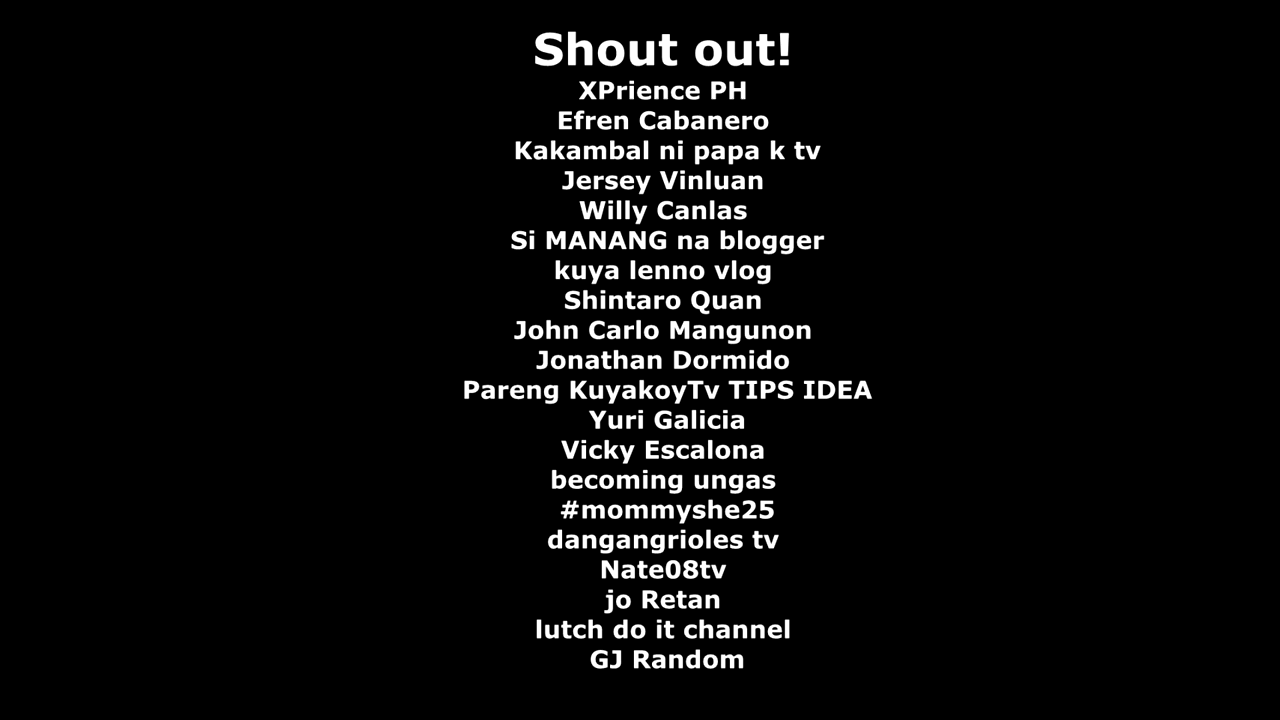 Shout out!
XPrience PH
Efren Cabanero
Kakambal ni papa k tv
Jersey Vinluan
Willy Canlas
Si MANANG na blogger
kuya lenno vlog
Shintaro Quan
John Carlo Mangunon
Jonathan Dormido
Pareng KuyakoyTv TIPS IDEA
Yuri Galicia
Vicky Escalona
becoming ungas
#mommyshe25
dangangrioles tv
Nate08tv
jo Retan
lutch do it channel
GJ Random